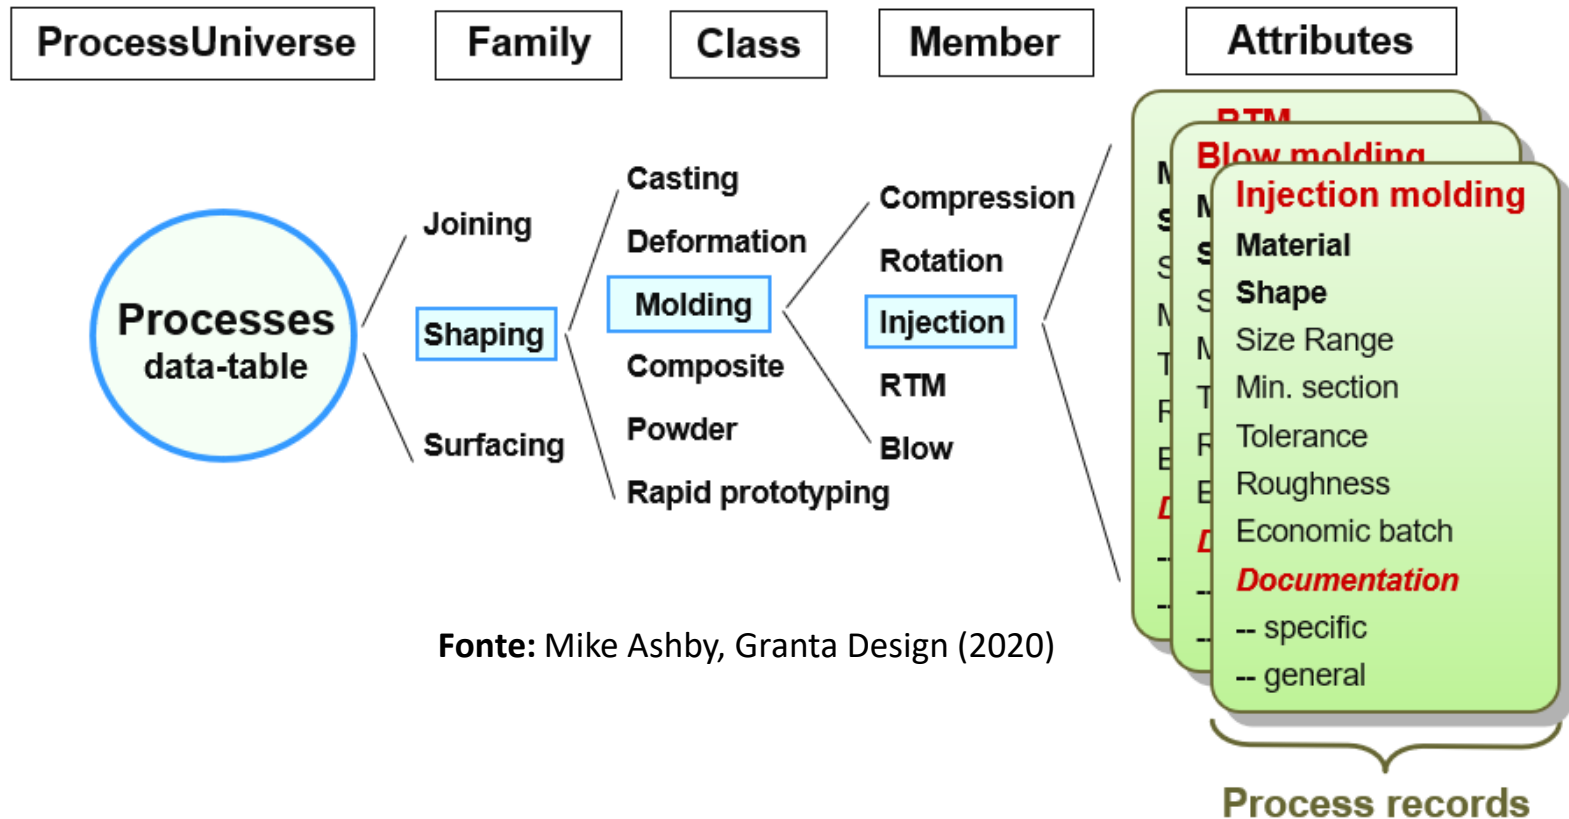 ProcessUniverse
Family
Class
Member
Attributes
Processes
data-table
Joining
Shaping
Surfacing
Casting
Deformation
Molding
Composite
Powder
Rapid prototyping
Compression
Rotation
Injection
RTM
Blow
RTM
Blow molding
Injection molding
Material
Shape
Size Range
Min. section
Tolerance
Roughness
Economic batch
Documentation
-- specific
-- general
Process records
Fonte: Mike Ashby, Granta Design (2020)